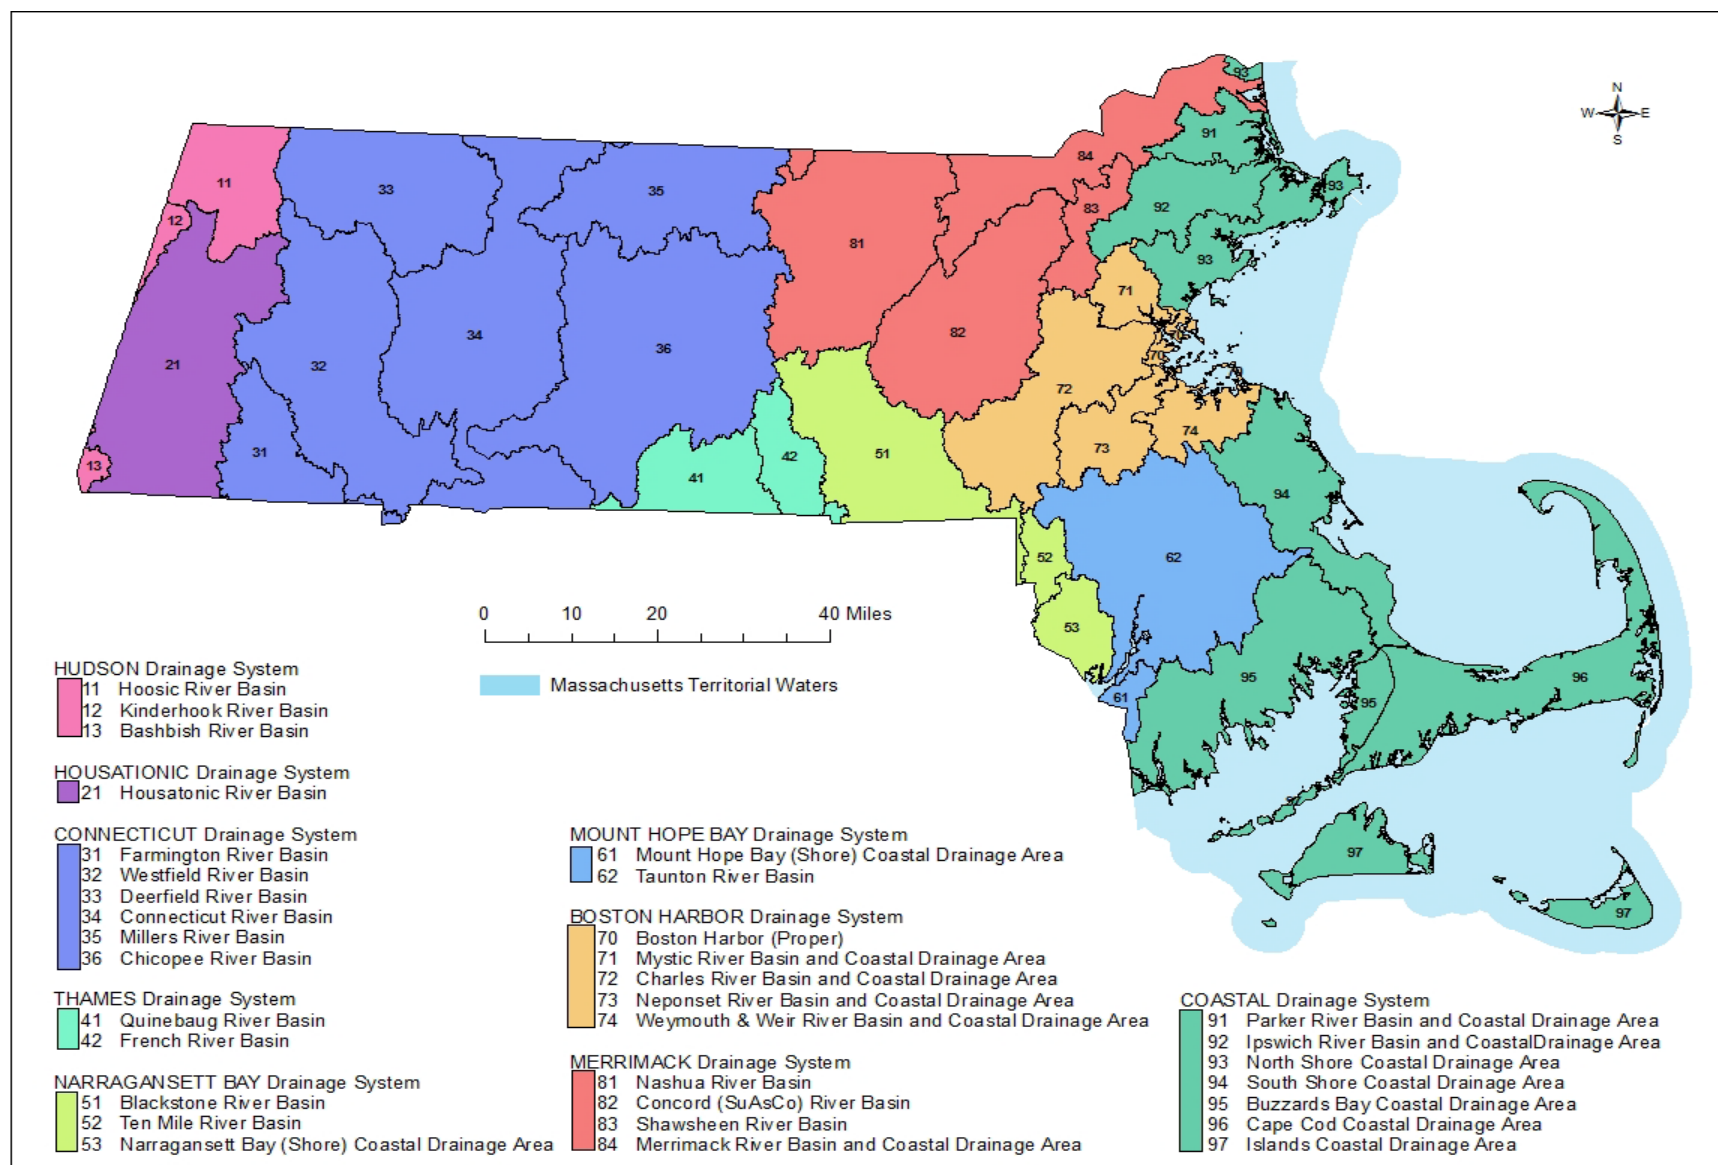 93
N
W E
S
91
84
11
33
35
93
12
92
83
81
93
71
82
70
34
36
32
21
70
70
72
74
73
31
51
13
42
41
94
52
62
0 10 20 40 Miles
53
95
96
61
95
Massachusetts Territorial Waters
97
97
HUDSON Drainage System
11 Hoosic River Basin
12 Kinderhook River Basin
13 Bashbish River Basin
HOUSATIONIC Drainage System
21 Housatonic River Basin
CONNECTICUT Drainage System
31 Farmington River Basin
32 Westfield River Basin
33 Deerfield River Basin
34 Connecticut River Basin
35 Millers River Basin
36 Chicopee River Basin
THAMES Drainage System
41 Quinebaug River Basin
42 French River Basin
NARRAGANSETT BAY Drainage System
51 Blackstone River Basin
52 Ten Mile River Basin
53 Narragansett Bay (Shore) Coastal Drainage Area
MOUNT HOPE BAY Drainage System
61 Mount Hope Bay (Shore) Coastal Drainage Area
62 Taunton River Basin
BOSTON HARBOR Drainage System
70 Boston Harbor (Proper)
71 Mystic River Basin and Coastal Drainage Area
72 Charles River Basin and Coastal Drainage Area
73 Neponset River Basin and Coastal Drainage Area
74 Weymouth & Weir River Basin and Coastal Drainage Area
MERRIMACK Drainage System
81 Nashua River Basin
82 Concord (SuAsCo) River Basin
83 Shawsheen River Basin
84 Merrimack River Basin and Coastal Drainage Area
COASTAL Drainage System
91 Parker River Basin and Coastal Drainage Area
92 Ipswich River Basin and CoastalDrainage Area
93 North Shore Coastal Drainage Area
94 South Shore Coastal Drainage Area
95 Buzzards Bay Coastal Drainage Area
96 Cape Cod Coastal Drainage Area
97 Islands Coastal Drainage Area